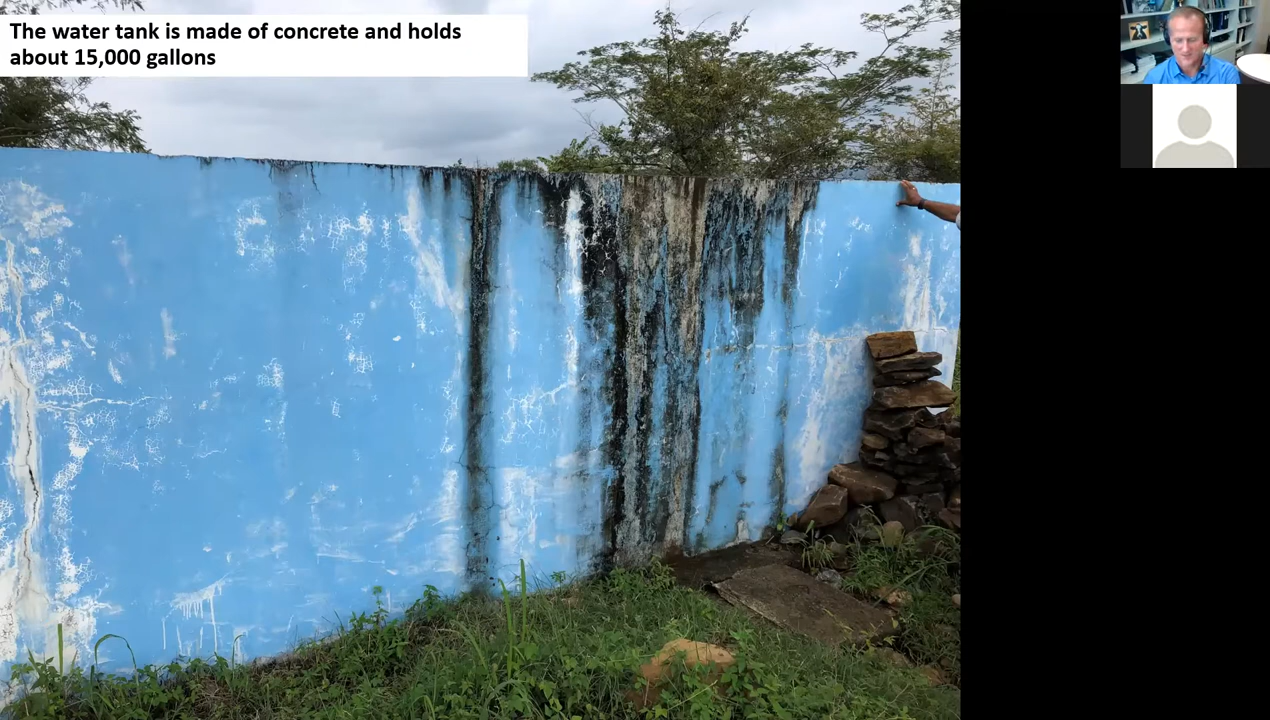 The water tank is made of concrete and holds
about 15,000 gallons